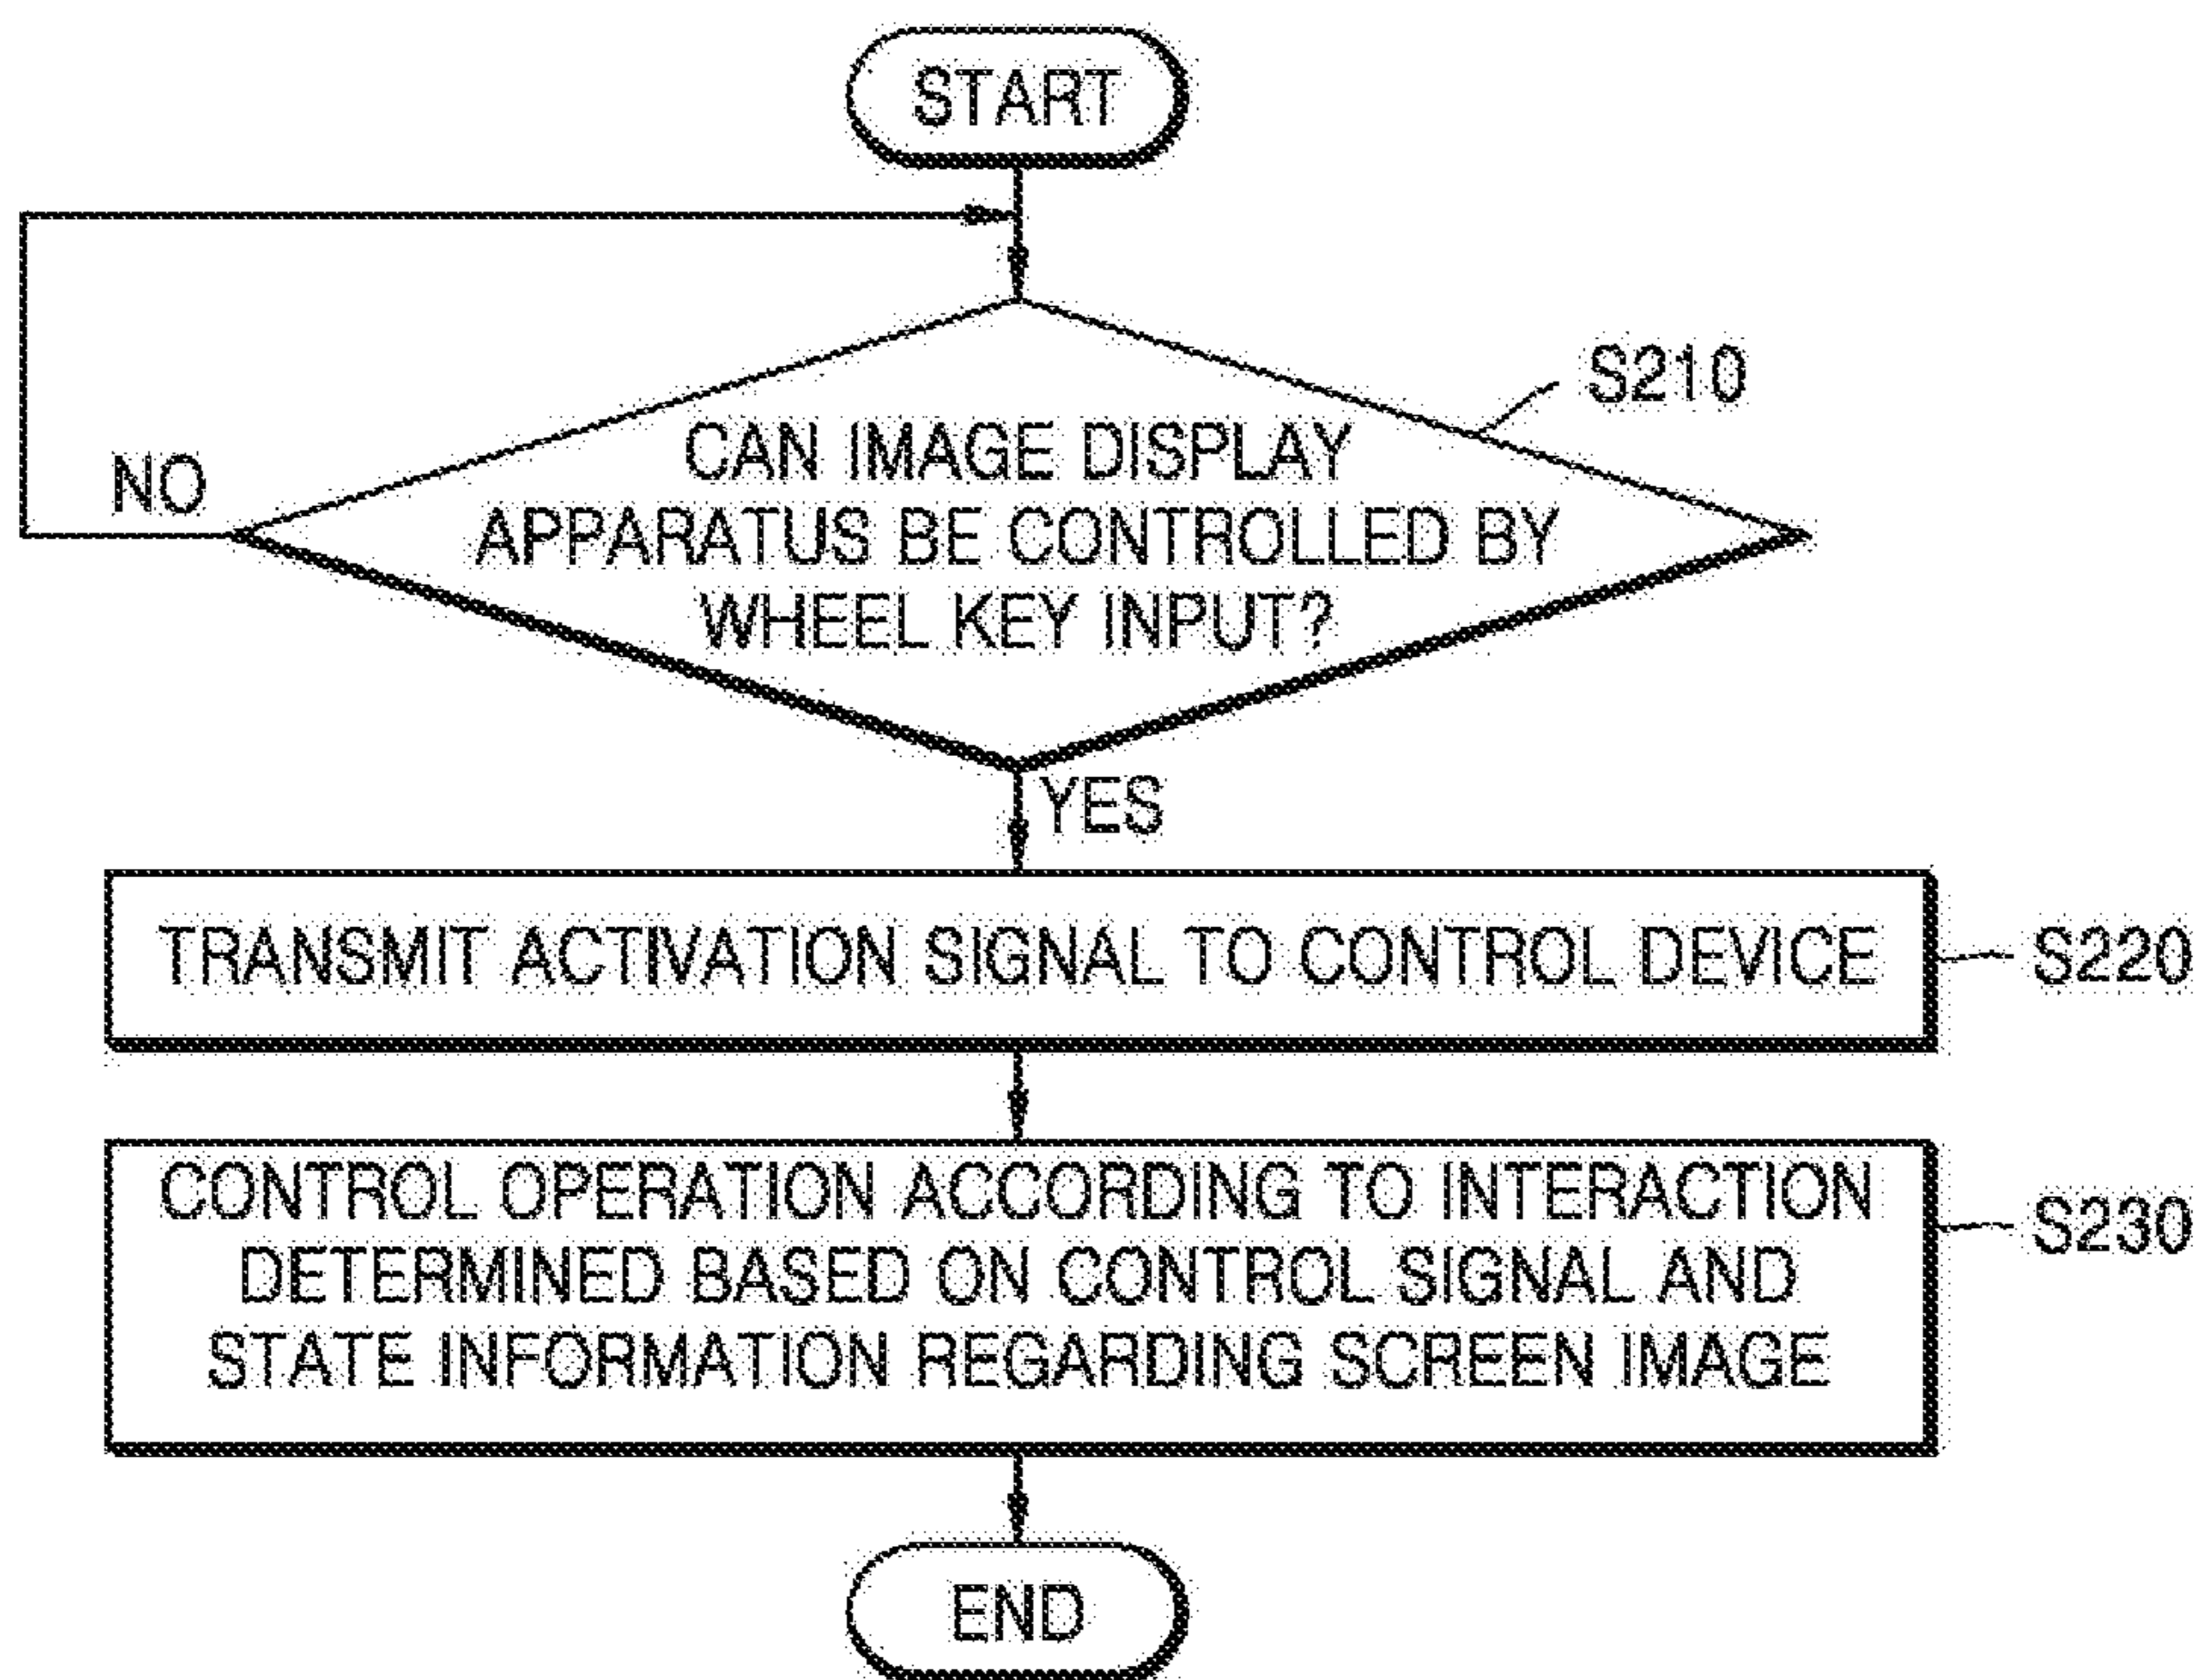 START
S210
CAN IMAGE DISPLAY
APPARATUS BE CONTROLLED BY
WHEEL KEY INPUT?
NO
YES
TRANSMIT ACTIVATION SIGNAL TO CONTROL DEVICE
S220
CONTROL OPERATION ACCORDING TO INTERACTION
DETERMINED BASED ON CONTROL SIGNAL AND
STATE INFORMATION REGARDING SCREEN IMAGE
S230
END